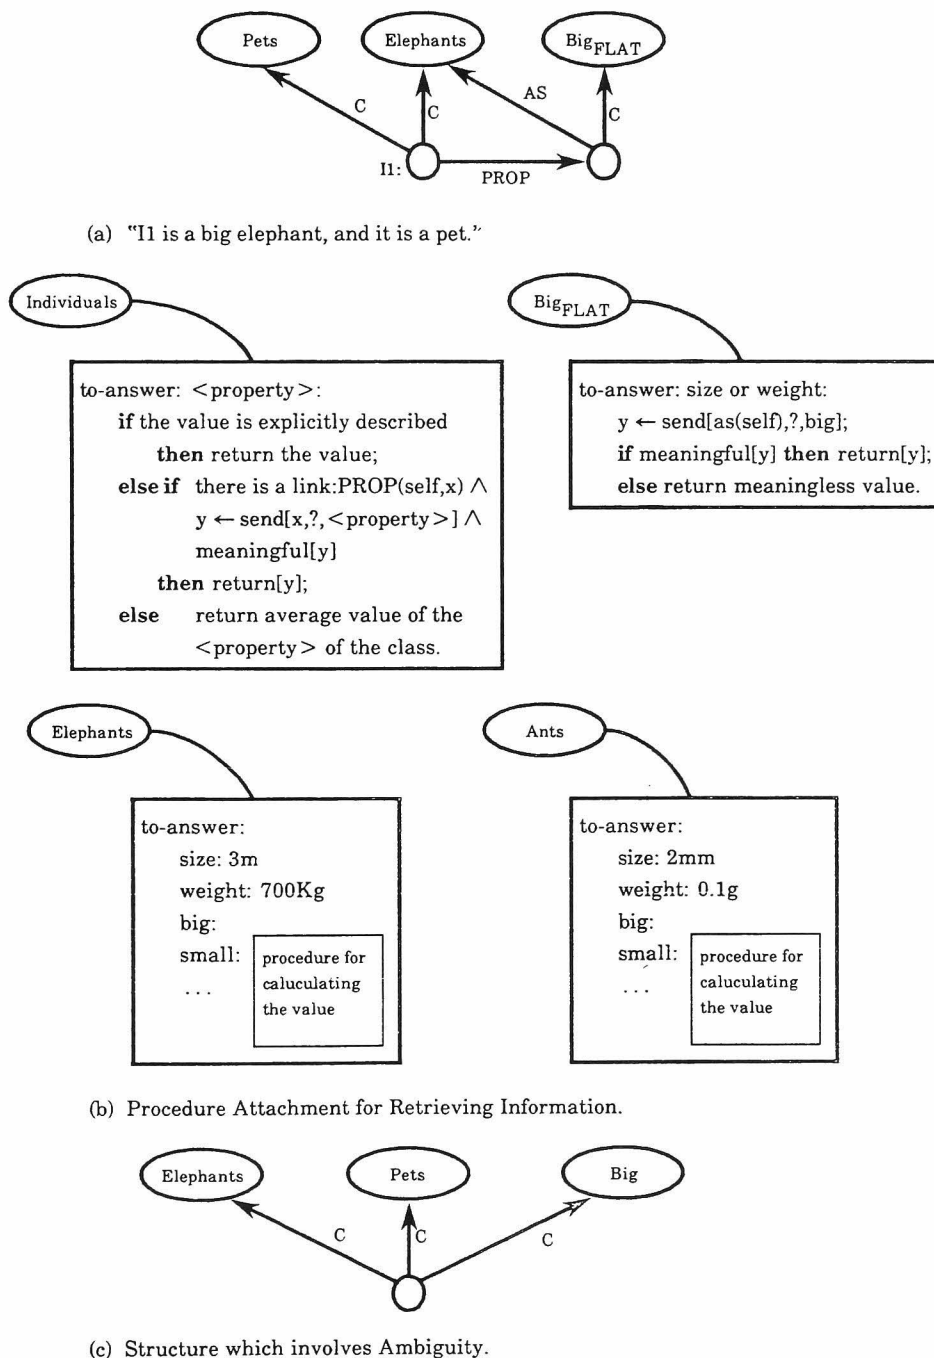 Pets Elephants BigFLAT
C C AS C
I1: PROP
(a) "I1 is a big elephant, and it is a pet."
Individuals
to-answer: <property>:
if the value is explicitly described
then return the value;
else if there is a link:PROP(self,x) ∧
y ← send[x,?,<property>] ∧
meaningful[y]
then return[y];
else return average value of the
<property> of the class.
BigFLAT
to-answer: size or weight:
y ← send[as(self),?,big];
if meaningful[y] then return[y];
else return meaningless value.
Elephants
to-answer:
size: 3m
weight: 700Kg
big:
small:
...
procedure for
caluculating
the value
Ants
to-answer:
size: 2mm
weight: 0.1g
big:
small:
...
procedure for
caluculating
the value
(b) Procedure Attachment for Retrieving Information.
Elephants Pets Big
C C C
(c) Structure which involves Ambiguity.